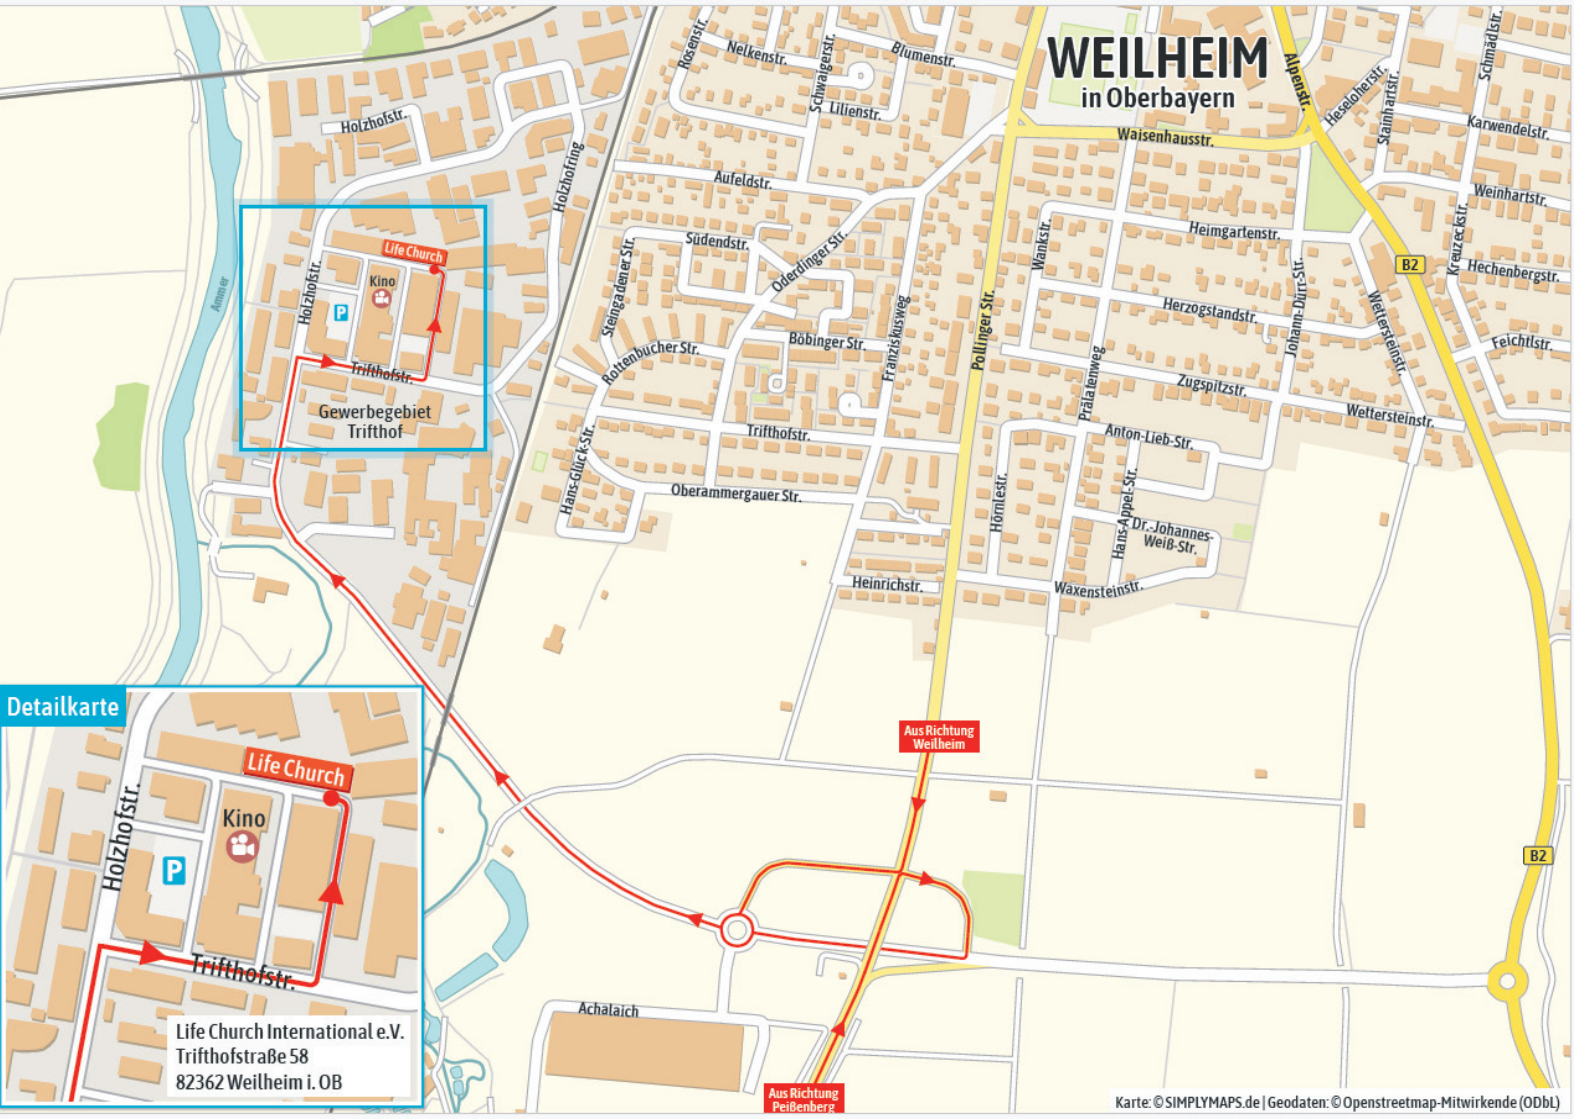 WEILHEIM
in Oberbayern
Rosenstr.
Nelkenstr.
Schwaigerstr.
Blumenstr.
Lilienstr.
Alpenstr.
Heseloherstr.
Stainhartstr.
Schmädlstr.
Karwendelstr.
Waisenhausstr.
Weinhartstr.
Holzhofstr.
Holzhofring
Aufeldstr.
Südendstr.
Oderdinger Str.
Steingadener Str.
Wankstr.
Heimgartenstr.
Kreuzeckstr.
B2
Hechenbergstr.
Johann-Dürr-Str.
Ammer
Life Church
Kino
P
Holzhofstr.
Trifthofstr.
Gewerbegebiet
Trifthof
Franziskusweg
Pollinger Str.
Herzogstandstr.
Wettersteinstr.
Feichtlstr.
Böbinger Str.
Rottenbucher Str.
Prälatenweg
Zugspitzstr.
Wettersteinstr.
Trifthofstr.
Anton-Lieb-Str.
Hans-Glück-Str.
Oberammergauer Str.
Hörnlestr.
Hans-Appel-Str.
Dr.-Johannes-
Weiß-Str.
Heinrichstr.
Waxensteinstr.
Detailkarte
Aus Richtung
Weilheim
Life Church
Kino
P
Holzhofstr.
Trifthofstr.
B2
Achalaich
Life Church International e.V.
Trifthofstraße 58
82362 Weilheim i. OB
Aus Richtung
Peißenberg
Karte: © SIMPLYMAPS.de | Geodaten: © Openstreetmap-Mitwirkende (ODbL)